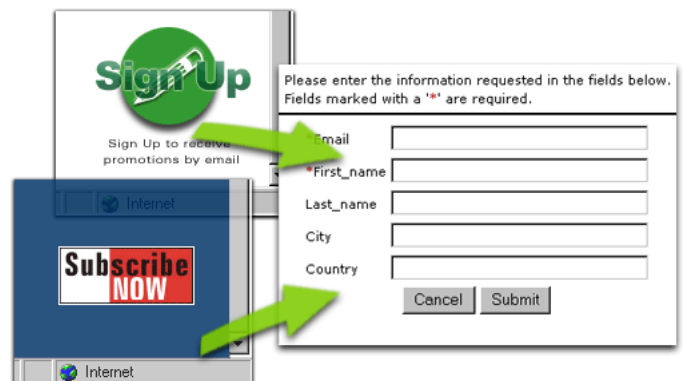 Sign Up
Sign Up to receive
promotions by email
Internet
Subscribe
NOW
Internet
Please enter the information requested in the fields below.
Fields marked with a '*' are required.
*Email
*First_name
Last_name
City
Country
Cancel Submit